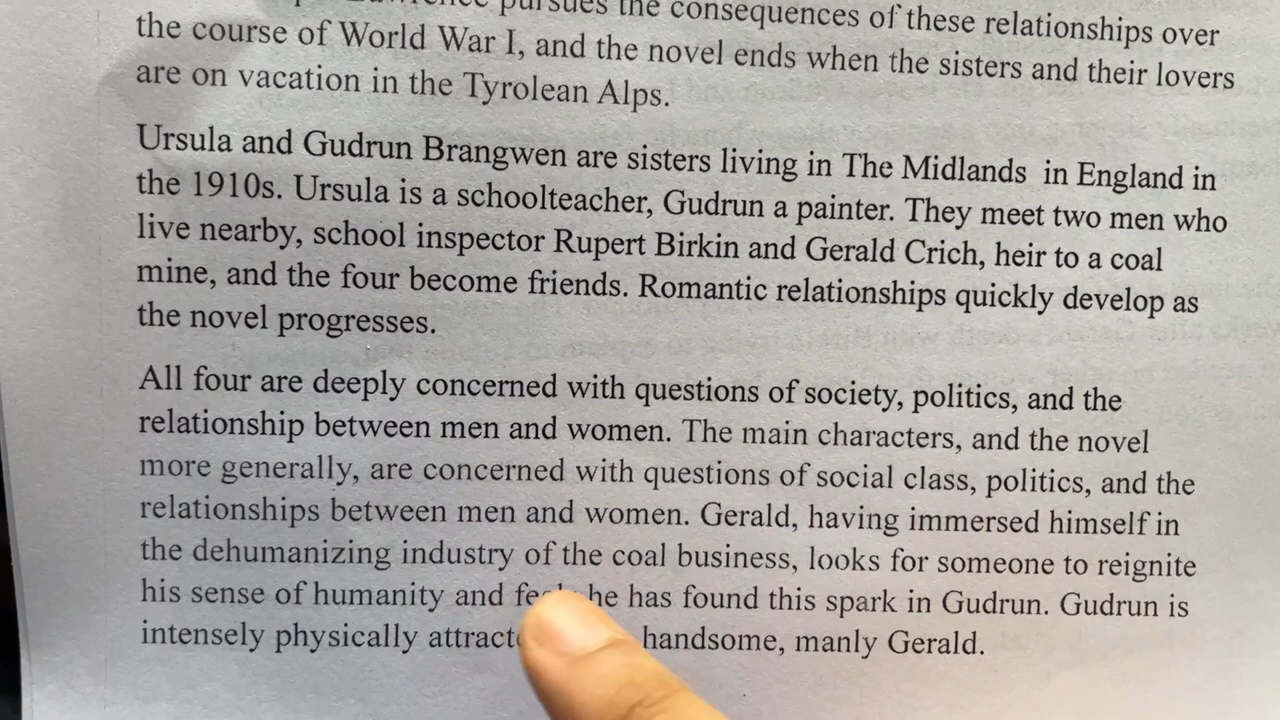 pursues the consequences of these relationships over
the course of World War I, and the novel ends when the sisters and their lovers
are on vacation in the Tyrolean Alps.
Ursula and Gudrun Brangwen are sisters living in The Midlands in England in
the 1910s. Ursula is a schoolteacher, Gudrun a painter. They meet two men who
live nearby, school inspector Rupert Birkin and Gerald Crich, heir to a coal
mine, and the four become friends. Romantic relationships quickly develop as
the novel progresses.
All four are deeply concerned with questions of society, politics, and the
relationship between men and women. The main characters, and the novel
more generally, are concerned with questions of social class, politics, and the
relationships between men and women. Gerald, having immersed himself in
the dehumanizing industry of the coal business, looks for someone to reignite
his sense of humanity and he has found this spark in Gudrun. Gudrun is
intensely physically handsome, manly Gerald.